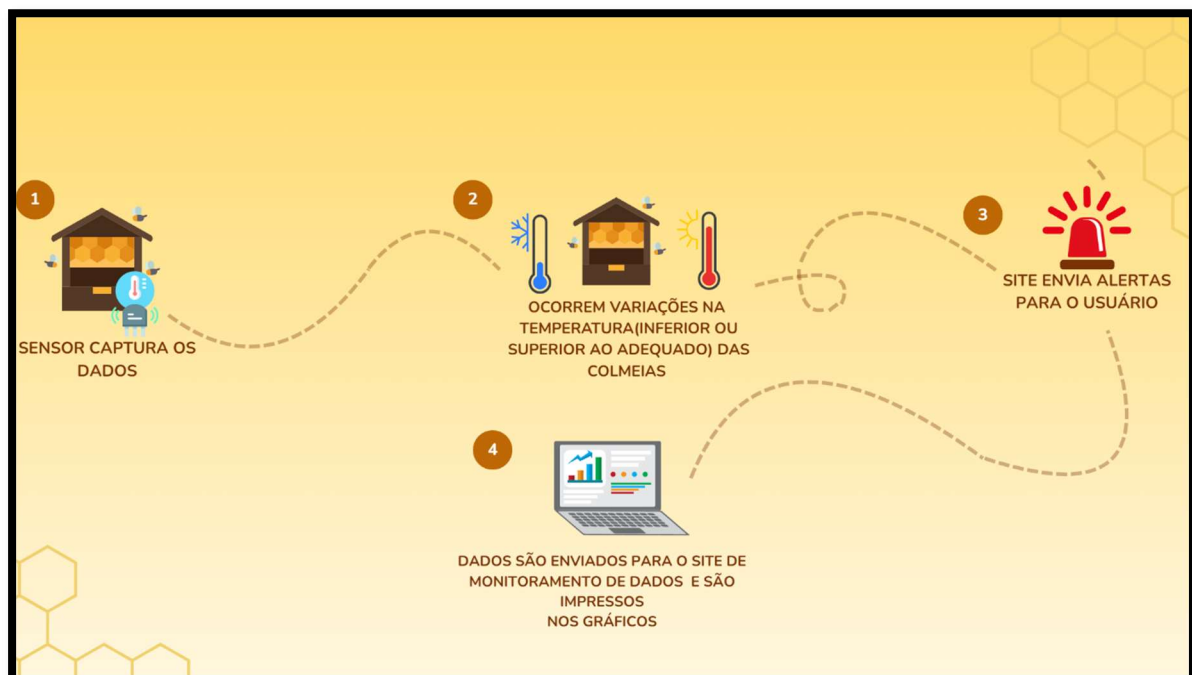 1
SENSOR CAPTURA OS
DADOS
2
OCORREM VARIAÇÕES NA
TEMPERATURA(INFERIOR OU
SUPERIOR AO ADEQUADO) DAS
COLMEIAS
3
SITE ENVIA ALERTAS
PARA O USUÁRIO
4
DADOS SÃO ENVIADOS PARA O SITE DE
MONITORAMENTO DE DADOS E SÃO
IMPRESSOS
NOS GRÁFICOS